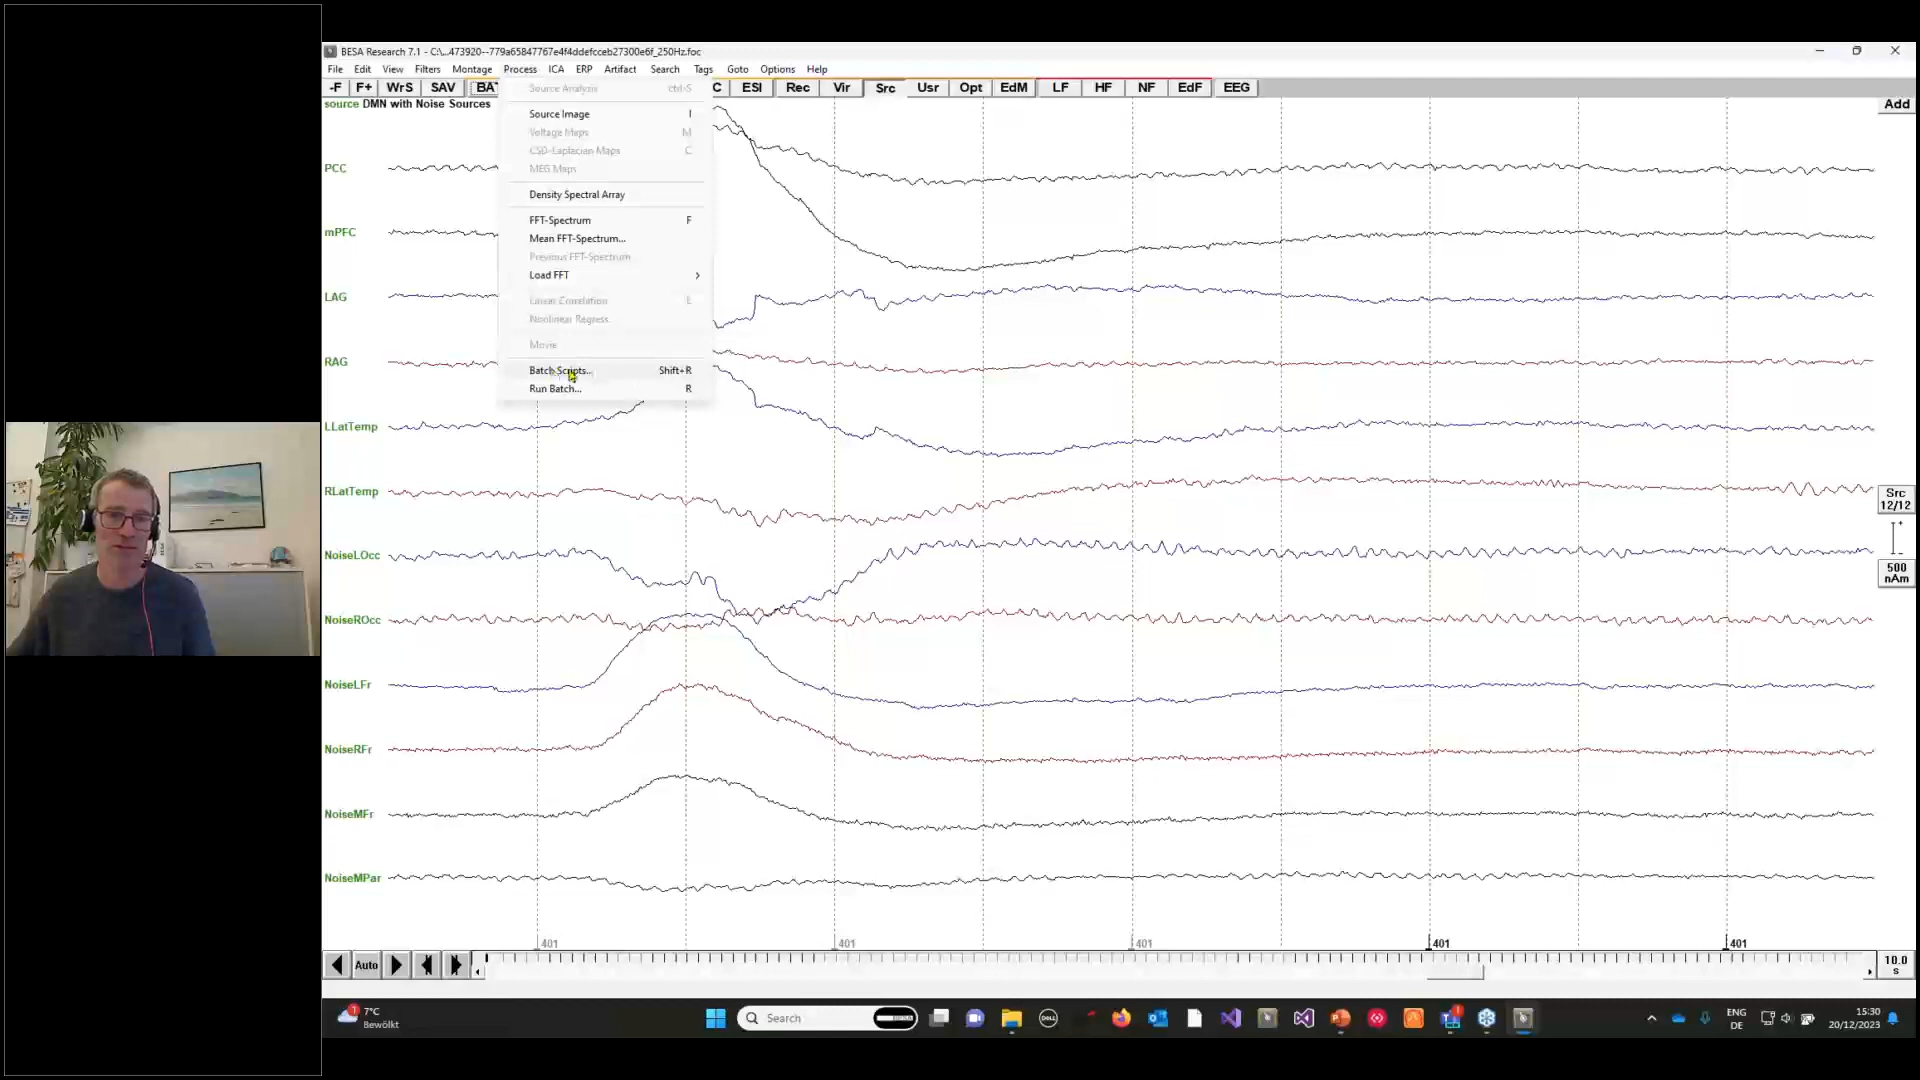 BESA Research 7.1 - C:\...473920--779a65847767e4f4ddefcceb27300e6f_250Hz.foc
File Edit View Filters Montage Process ICA ERP Artifact Search Tags Goto Options Help
-F F+ WrS SAV BAT C ESI Rec Vir Src Usr Opt EdM LF HF NF EdF EEG
source DMN with Noise Sources
Add
Source Analysis ctrl-S
Source Image I
Voltage Maps M
CSD-Laplacian Maps C
MEG Maps
Density Spectral Array
FFT-Spectrum F
Mean FFT-Spectrum...
Previous FFT-Spectrum
Load FFT >
Linear Correlation L
Nonlinear Regress.
Movie
Batch Scripts... Shift+R
Run Batch... R
PCC
mPFC
LAG
RAG
LLatTemp
RLatTemp
NoiseLOcc
NoiseROcc
NoiseLFr
NoiseRFr
NoiseMFr
NoiseMPar
Src
12/12
+
-
500
nAm
401 401 401 401 401
Auto
10.0
s
7°C
Bewölkt
Search
DELL
ENG
DE
15:30
20/12/2023